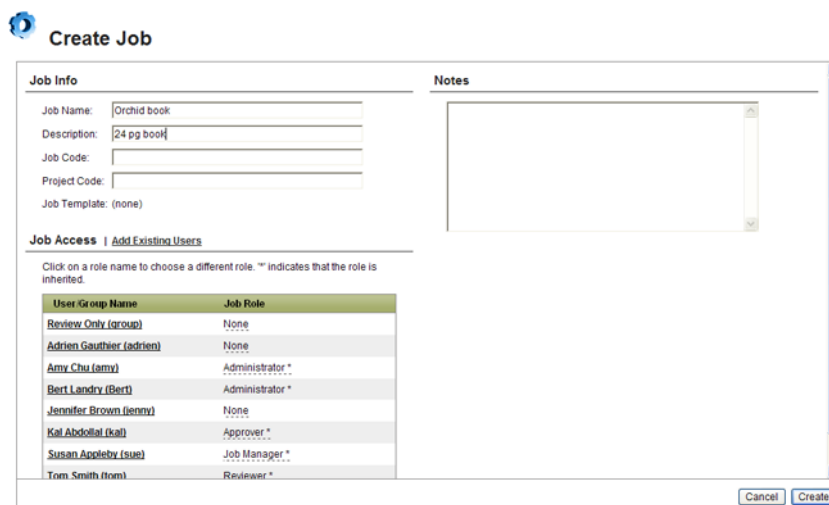 Create Job
Job Info
Job Name: Orchid book
Description: 24 pg book
Job Code:
Project Code:
Job Template: (none)
Job Access | Add Existing Users
Click on a role name to choose a different role. '*' indicates that the role is
inherited.
User/Group Name Job Role
Review Only (group) None
Adrien Gauthier (adrien) None
Amy Chu (amy) Administrator *
Bert Landry (Bert) Administrator *
Jennifer Brown (jenny) None
Kal Abdollal (kal) Approver *
Susan Appleby (sue) Job Manager *
Tom Smith (tom) Reviewer *
Notes
Cancel Create